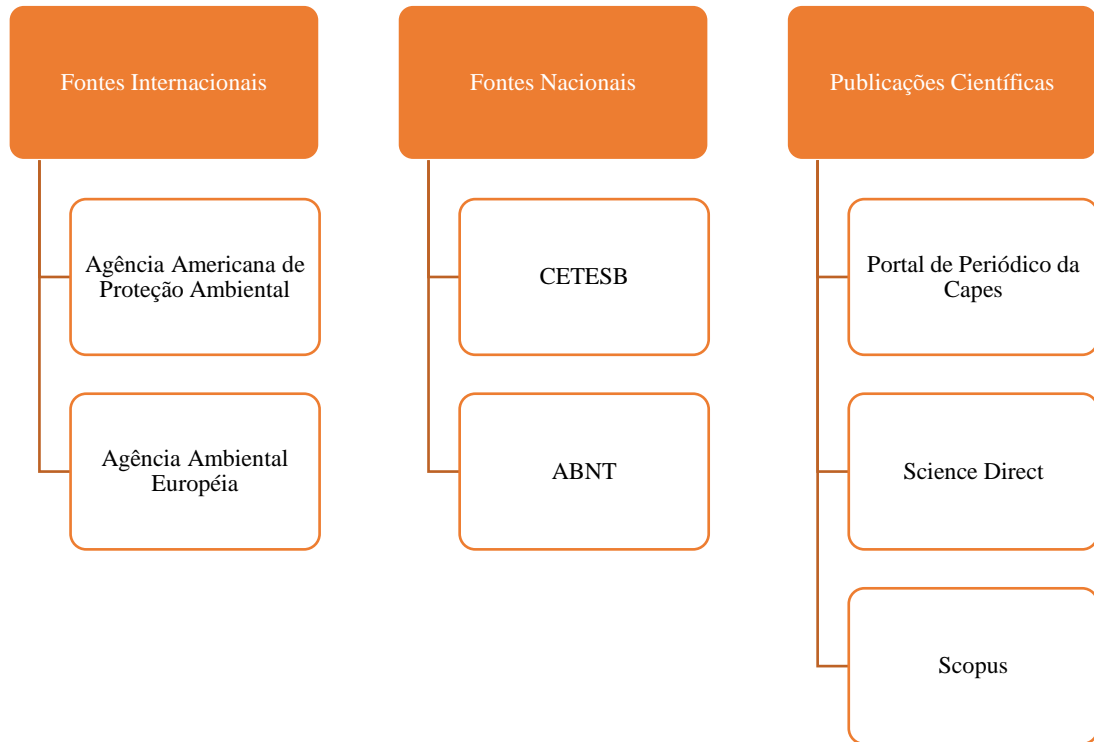 Fontes Internacionais
Agência Americana de
Proteção Ambiental
Agência Ambiental
Européia
Fontes Nacionais
CETESB
ABNT
Publicações Científicas
Portal de Periódico da
Capes
Science Direct
Scopus